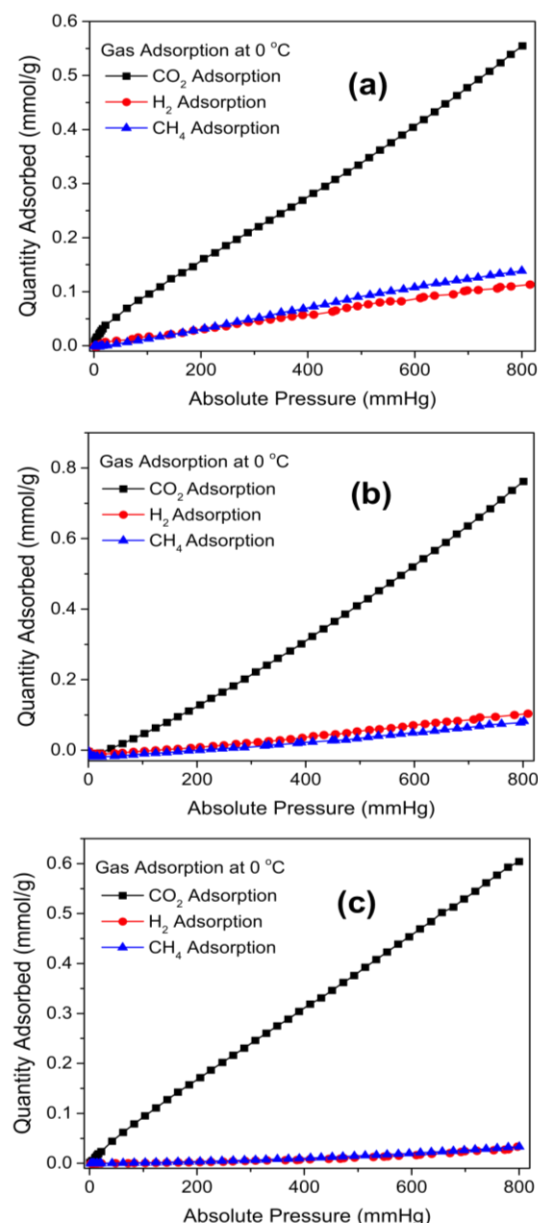 0.6
0.5
0.4
0.3
0.2
0.1
0.0
Quantity Adsorbed (mmol/g)
Gas Adsorption at 0 °C
CO₂ Adsorption
H₂ Adsorption
CH₄ Adsorption
(a)
0 200 400 600 800
Absolute Pressure (mmHg)
0.8
0.6
0.4
0.2
0.0
Quantity Adsorbed (mmol/g)
Gas Adsorption at 0 °C
CO₂ Adsorption
H₂ Adsorption
CH₄ Adsorption
(b)
0 200 400 600 800
Absolute Pressure (mmHg)
0.6
0.5
0.4
0.3
0.2
0.1
0.0
Quantity Adsorbed (mmol/g)
Gas Adsorption at 0 °C
CO₂ Adsorption
H₂ Adsorption
CH₄ Adsorption
(c)
0 200 400 600 800
Absolute Pressure (mmHg)